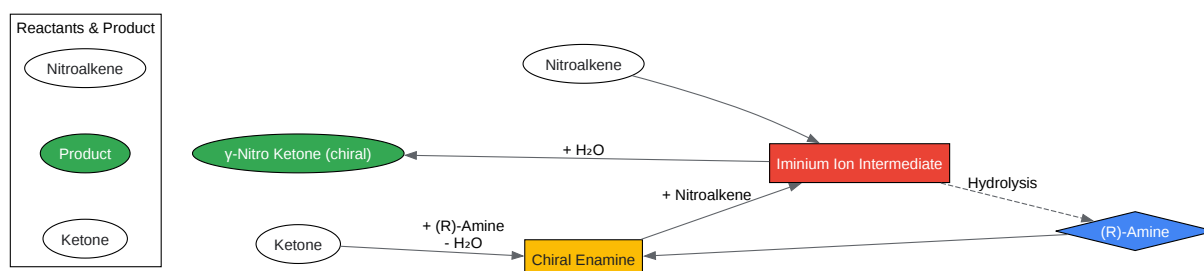 Reactants & Product
Nitroalkene
Product
Ketone
Nitroalkene
γ-Nitro Ketone (chiral)
+ H₂O
Iminium Ion Intermediate
Hydrolysis
+ Nitroalkene
(R)-Amine
Ketone
+ (R)-Amine
- H₂O
Chiral Enamine